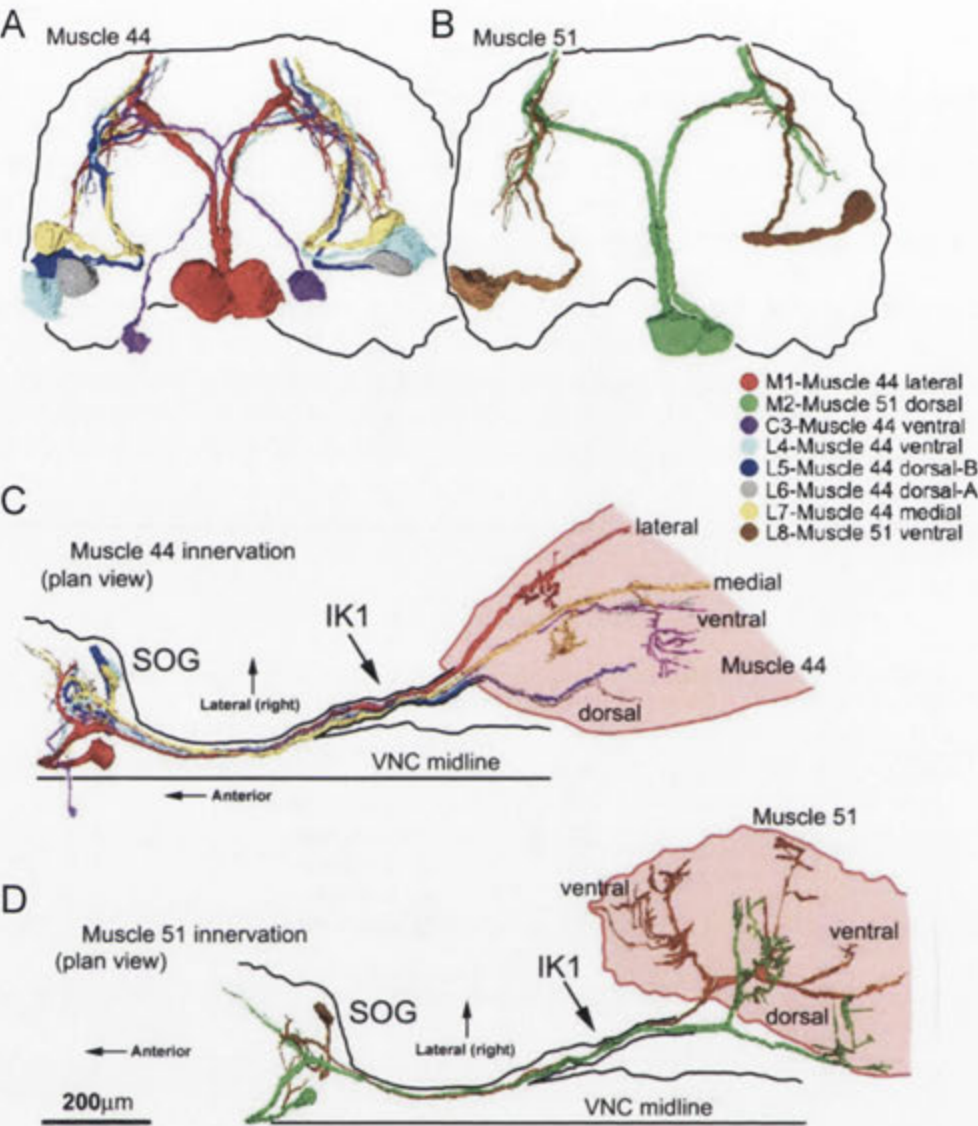 A
Muscle 44
B
Muscle 51
M1-Muscle 44 lateral
M2-Muscle 51 dorsal
C3-Muscle 44 ventral
L4-Muscle 44 ventral
L5-Muscle 44 dorsal-B
L6-Muscle 44 dorsal-A
L7-Muscle 44 medial
L8-Muscle 51 ventral
C
Muscle 44 innervation
(plan view)
SOG
IK1
Lateral (right)
lateral
medial
ventral
Muscle 44
dorsal
VNC midline
Anterior
D
Muscle 51
ventral
Muscle 51 innervation
(plan view)
ventral
IK1
SOG
dorsal
Anterior
Lateral (right)
200μm
VNC midline